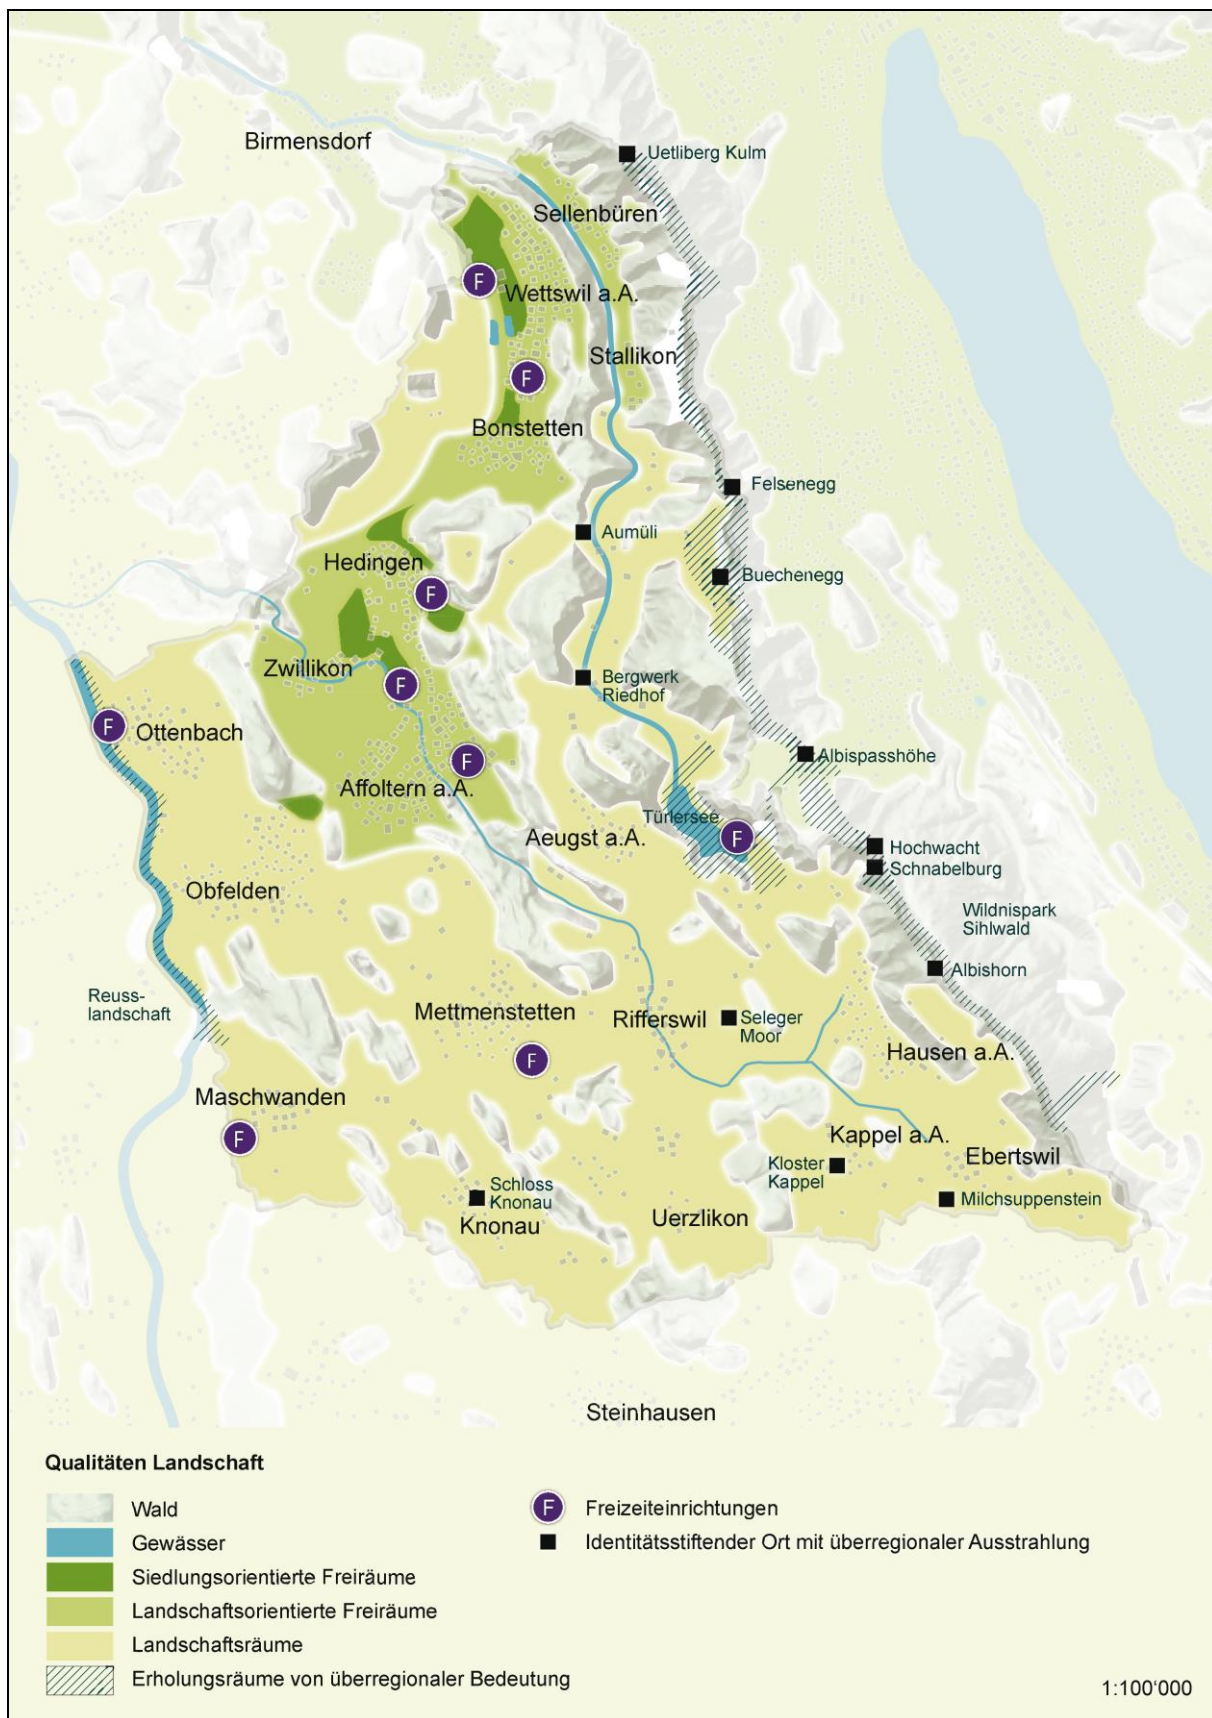 Birmensdorf
Uetliberg Kulm
Sellenbüren
F
Wettswil a.A.
Stallikon
F
Bonstetten
Felsenegg
Aumüli
Hedingen
Buechenegg
F
Zwillikon
F
Bergwerk
Riedhof
F
Ottenbach
Albispasshöhe
F
Affoltern a.A.
Türlersee
F
Aeugst a.A.
Hochwacht
Schnabelburg
Obfelden
Wildnispark
Sihlwald
Albishorn
Reuss-
landschaft
Mettmenstetten
Rifferswil
Seleger
Moor
Hausen a.A.
F
Maschwanden
F
Kappel a.A.
Ebertswil
Kloster
Kappel
Schloss
Knonau
Milchsuppenstein
Knonau
Uerzlikon
Steinhausen
Qualitäten Landschaft
Wald
Gewässer
Siedlungsorientierte Freiräume
Landschaftsorientierte Freiräume
Landschaftsräume
Erholungsräume von überregionaler Bedeutung
F Freizeiteinrichtungen
Identitätsstiftender Ort mit überregionaler Ausstrahlung
1:100'000